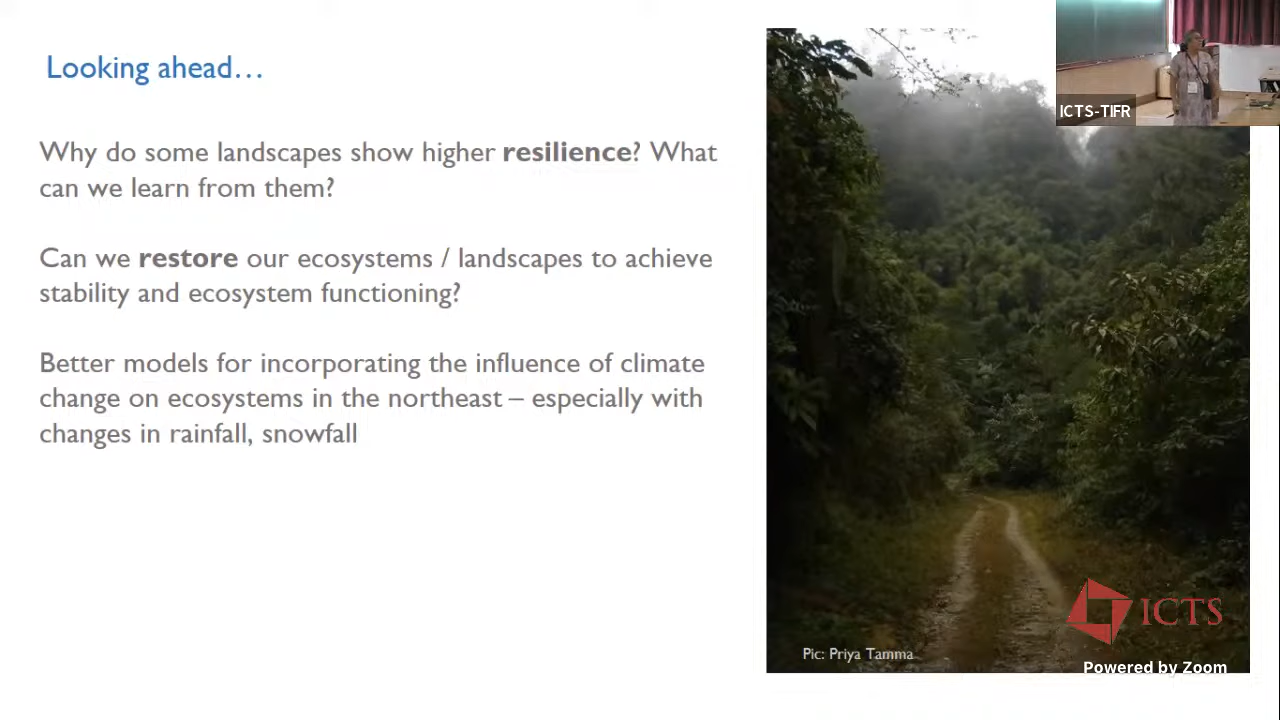 Looking ahead…
Why do some landscapes show higher resilience? What
can we learn from them?
Can we restore our ecosystems / landscapes to achieve
stability and ecosystem functioning?
Better models for incorporating the influence of climate
change on ecosystems in the northeast – especially with
changes in rainfall, snowfall
ICTS-TIFR
Pic: Priya Tamma
ICTS
Powered by Zoom